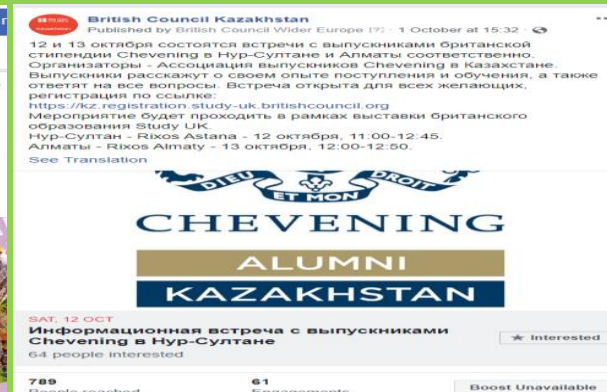 British Council Kazakhstan
Published by British Council Wider Europe [?] · 1 October at 15:32 ·
12 и 13 октября состоятся встречи с выпускниками британской
стипендии Chevening в Нур-Султане и Алматы соответственно.
Организаторы - Ассоциация выпускников Chevening в Казахстане.
Выпускники расскажут о своем опыте поступления и обучения, а также
ответят на все вопросы. Встреча открыта для всех желающих,
регистрация по ссылке:
https://kz.registration.study-uk.britishcouncil.org
Мероприятие будет проходить в рамках выставки британского
образования Study UK.
Нур-Султан - Rixos Astana - 12 октября, 11:00-12:45.
Алматы - Rixos Almaty - 13 октября, 12:00-12:50.
See Translation
DIEU ET MON DROIT
CHEVENING
ALUMNI
KAZAKHSTAN
SAT, 12 OCT
Информационная встреча с выпускниками
Chevening в Нур-Султане
64 people interested
★ Interested
789
61
People reached
Engagements
Boost Unavailable